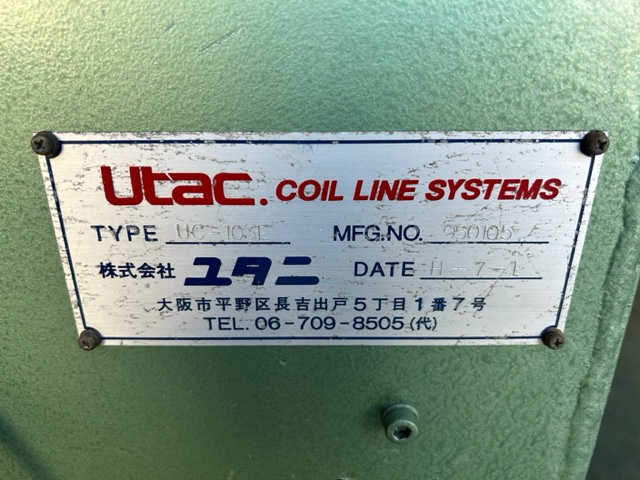 Utac. COIL LINE SYSTEMS
TYPE MFG.NO. 950105
株式会社 ユタニ DATE H-7-1
大阪市平野区長吉出戸5丁目1番7号
TEL. 06-709-8505(代)